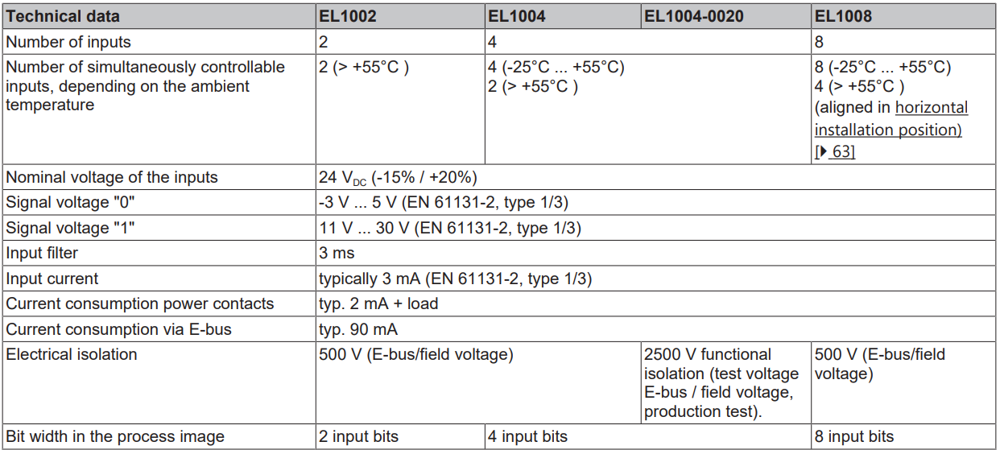 Technical data EL1002 EL1004 EL1004-0020 EL1008
Number of inputs 2 4 8
Number of simultaneously controllable 2 (> +55°C ) 4 (-25°C ... +55°C) 8 (-25°C ... +55°C)
inputs, depending on the ambient 2 (> +55°C ) 4 (> +55°C )
temperature (aligned in horizontal
installation position)
[▶ 63]
Nominal voltage of the inputs 24 VDC (-15% / +20%)
Signal voltage "0" -3 V ... 5 V (EN 61131-2, type 1/3)
Signal voltage "1" 11 V ... 30 V (EN 61131-2, type 1/3)
Input filter 3 ms
Input current typically 3 mA (EN 61131-2, type 1/3)
Current consumption power contacts typ. 2 mA + load
Current consumption via E-bus typ. 90 mA
Electrical isolation 500 V (E-bus/field voltage) 2500 V functional 500 V (E-bus/field
isolation (test voltage voltage)
E-bus / field voltage,
production test).
Bit width in the process image 2 input bits 4 input bits 8 input bits